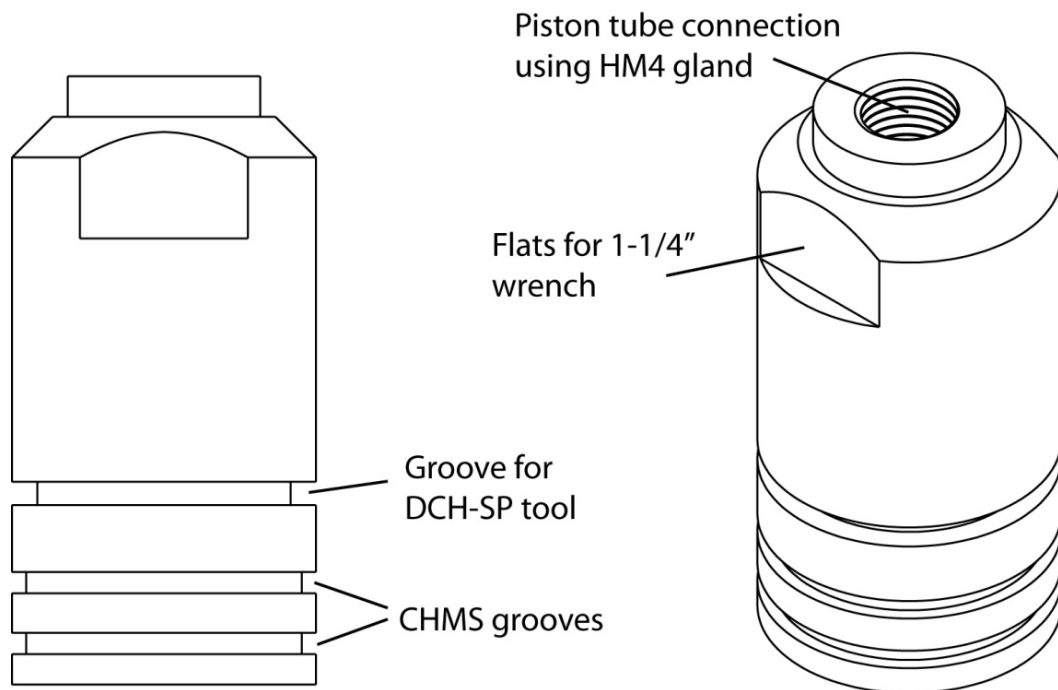 Piston tube connection
using HM4 gland
Flats for 1-1/4”
wrench
Groove for
DCH-SP tool
CHMS grooves